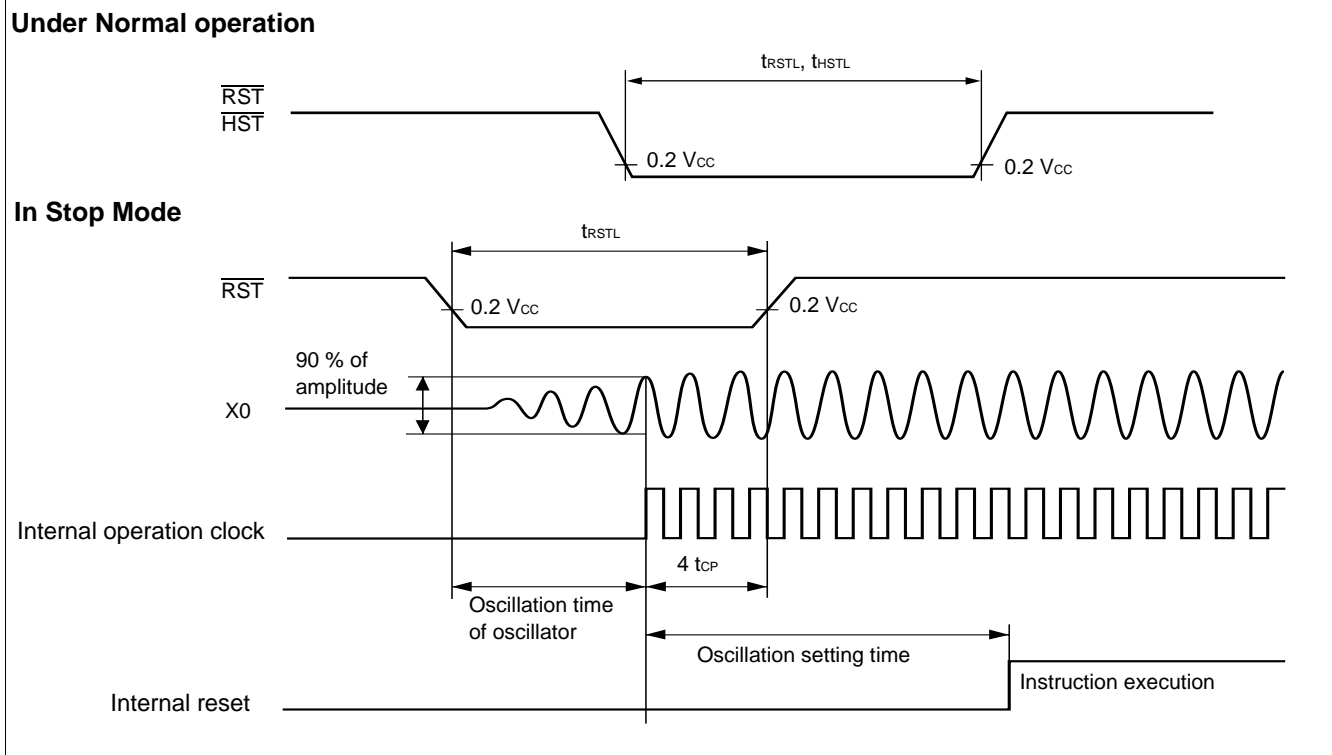 Under Normal operation
tRSTL, tHSTL
RST
HST
0.2 VCC
0.2 VCC
In Stop Mode
tRSTL
RST
0.2 VCC
0.2 VCC
90 % of
amplitude
X0
Internal operation clock
4 tCP
Oscillation time
of oscillator
Oscillation setting time
Instruction execution
Internal reset